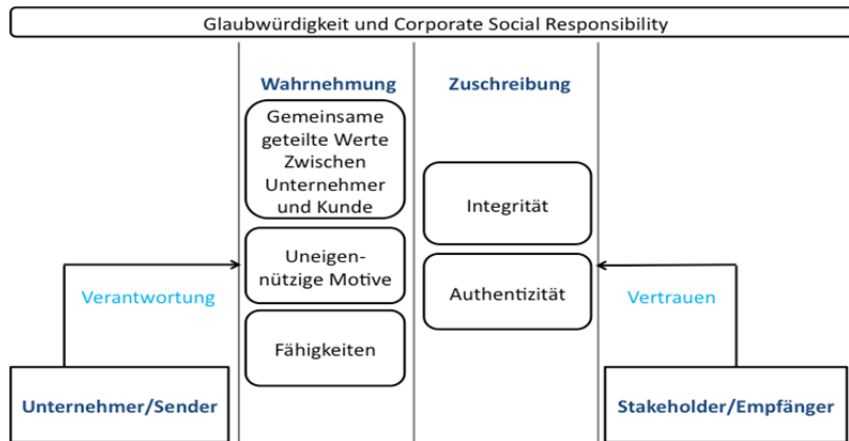 Glaubwürdigkeit und Corporate Social Responsibility
Wahrnehmung
Gemeinsame
geteilte Werte
Zwischen
Unternehmer
und Kunde
Uneigen-
nützige Motive
Fähigkeiten
Zuschreibung
Integrität
Authentizität
Verantwortung
Vertrauen
Unternehmer/Sender
Stakeholder/Empfänger